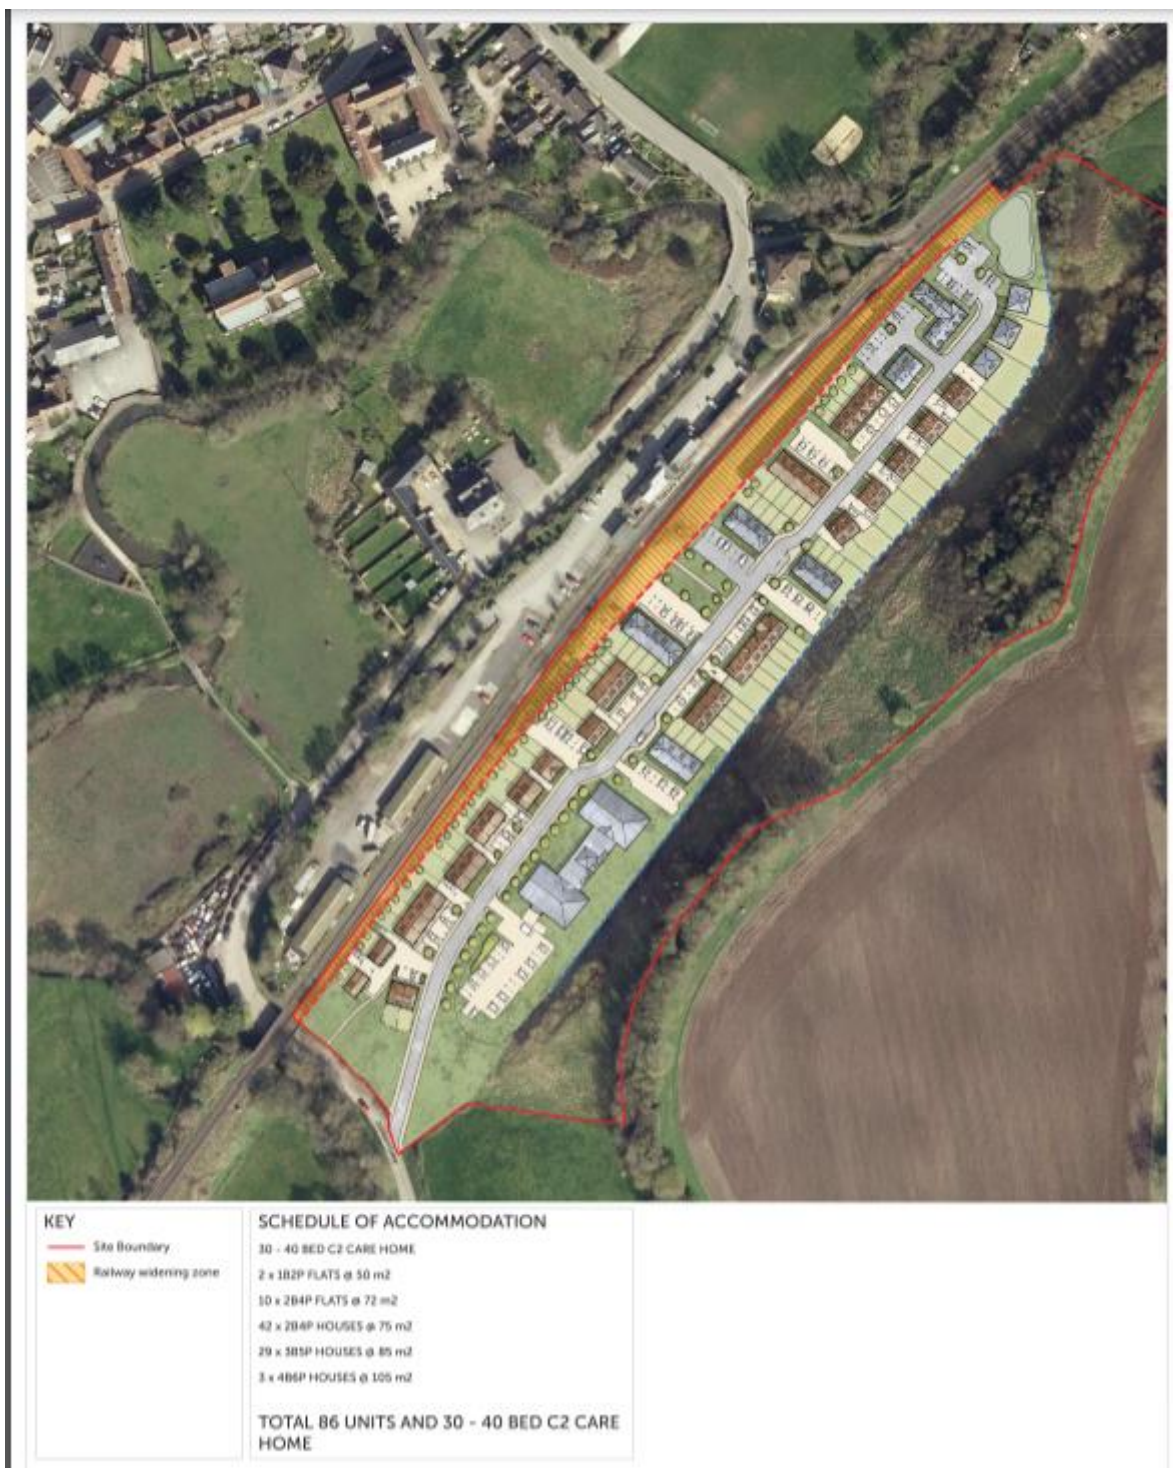 KEY
Site Boundary
Railway widening zone
SCHEDULE OF ACCOMMODATION
30 - 40 BED C2 CARE HOME
2 x 1B2P FLATS @ 50 m2
10 x 2B4P FLATS @ 72 m2
42 x 2B4P HOUSES @ 75 m2
29 x 3B5P HOUSES @ 85 m2
3 x 4B6P HOUSES @ 105 m2
TOTAL 86 UNITS AND 30 - 40 BED C2 CARE
HOME